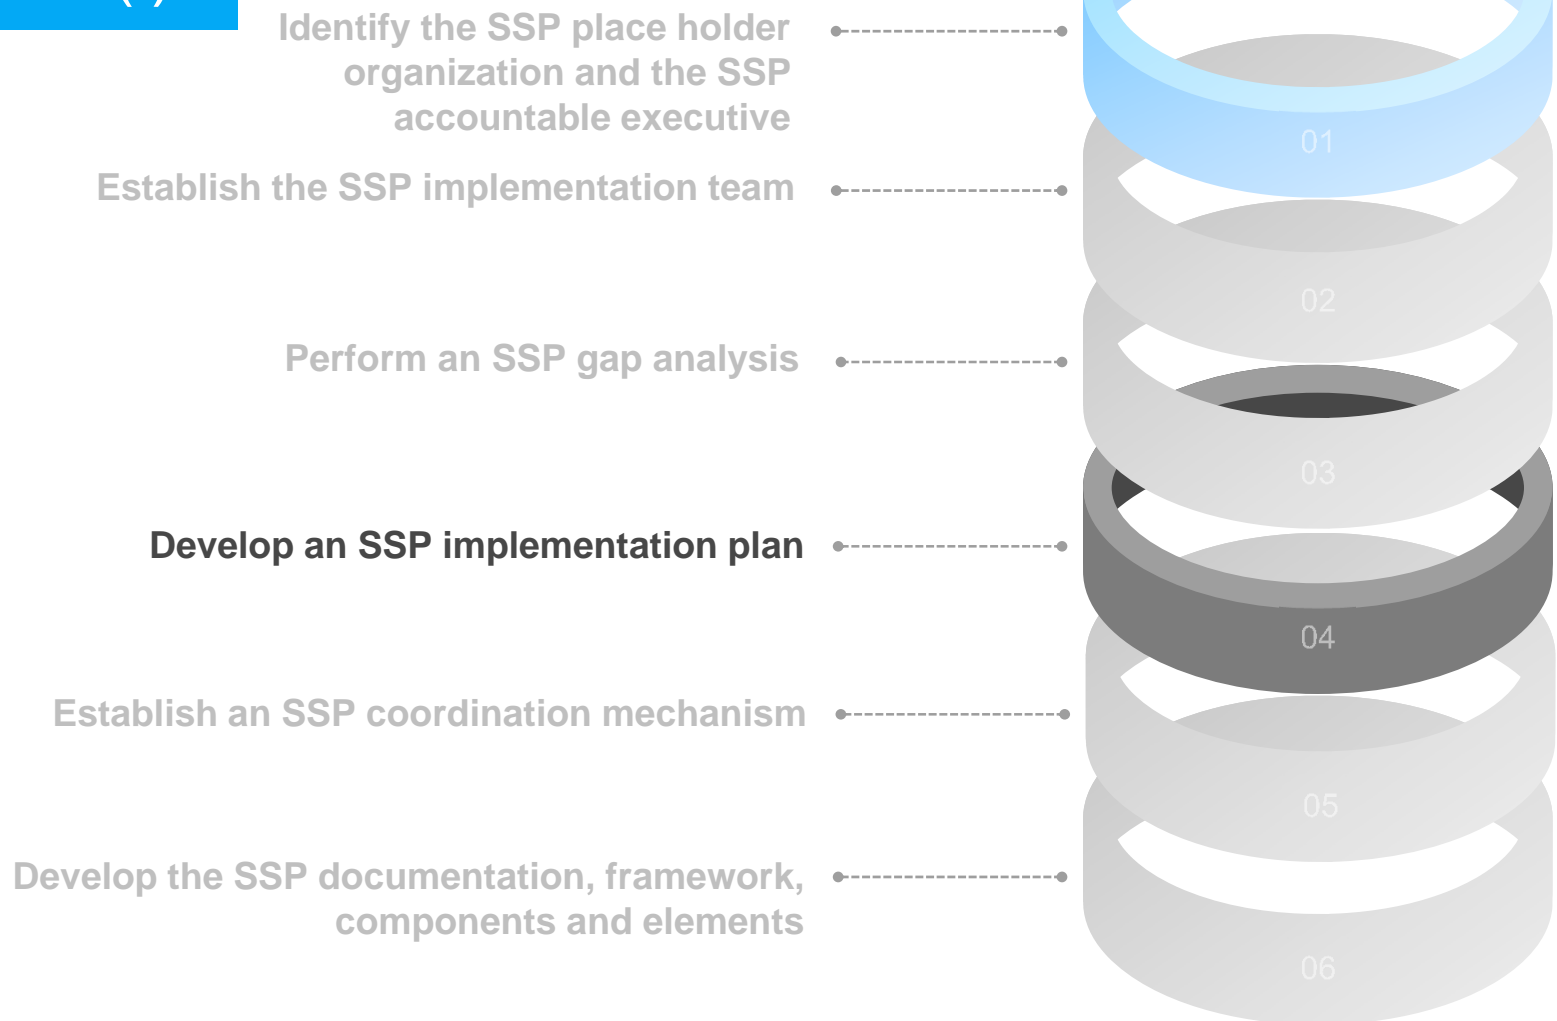 Identify the SSP place holder
organization and the SSP
accountable executive
01
Establish the SSP implementation team
02
Perform an SSP gap analysis
03
Develop an SSP implementation plan
04
Establish an SSP coordination mechanism
05
Develop the SSP documentation, framework,
components and elements
06